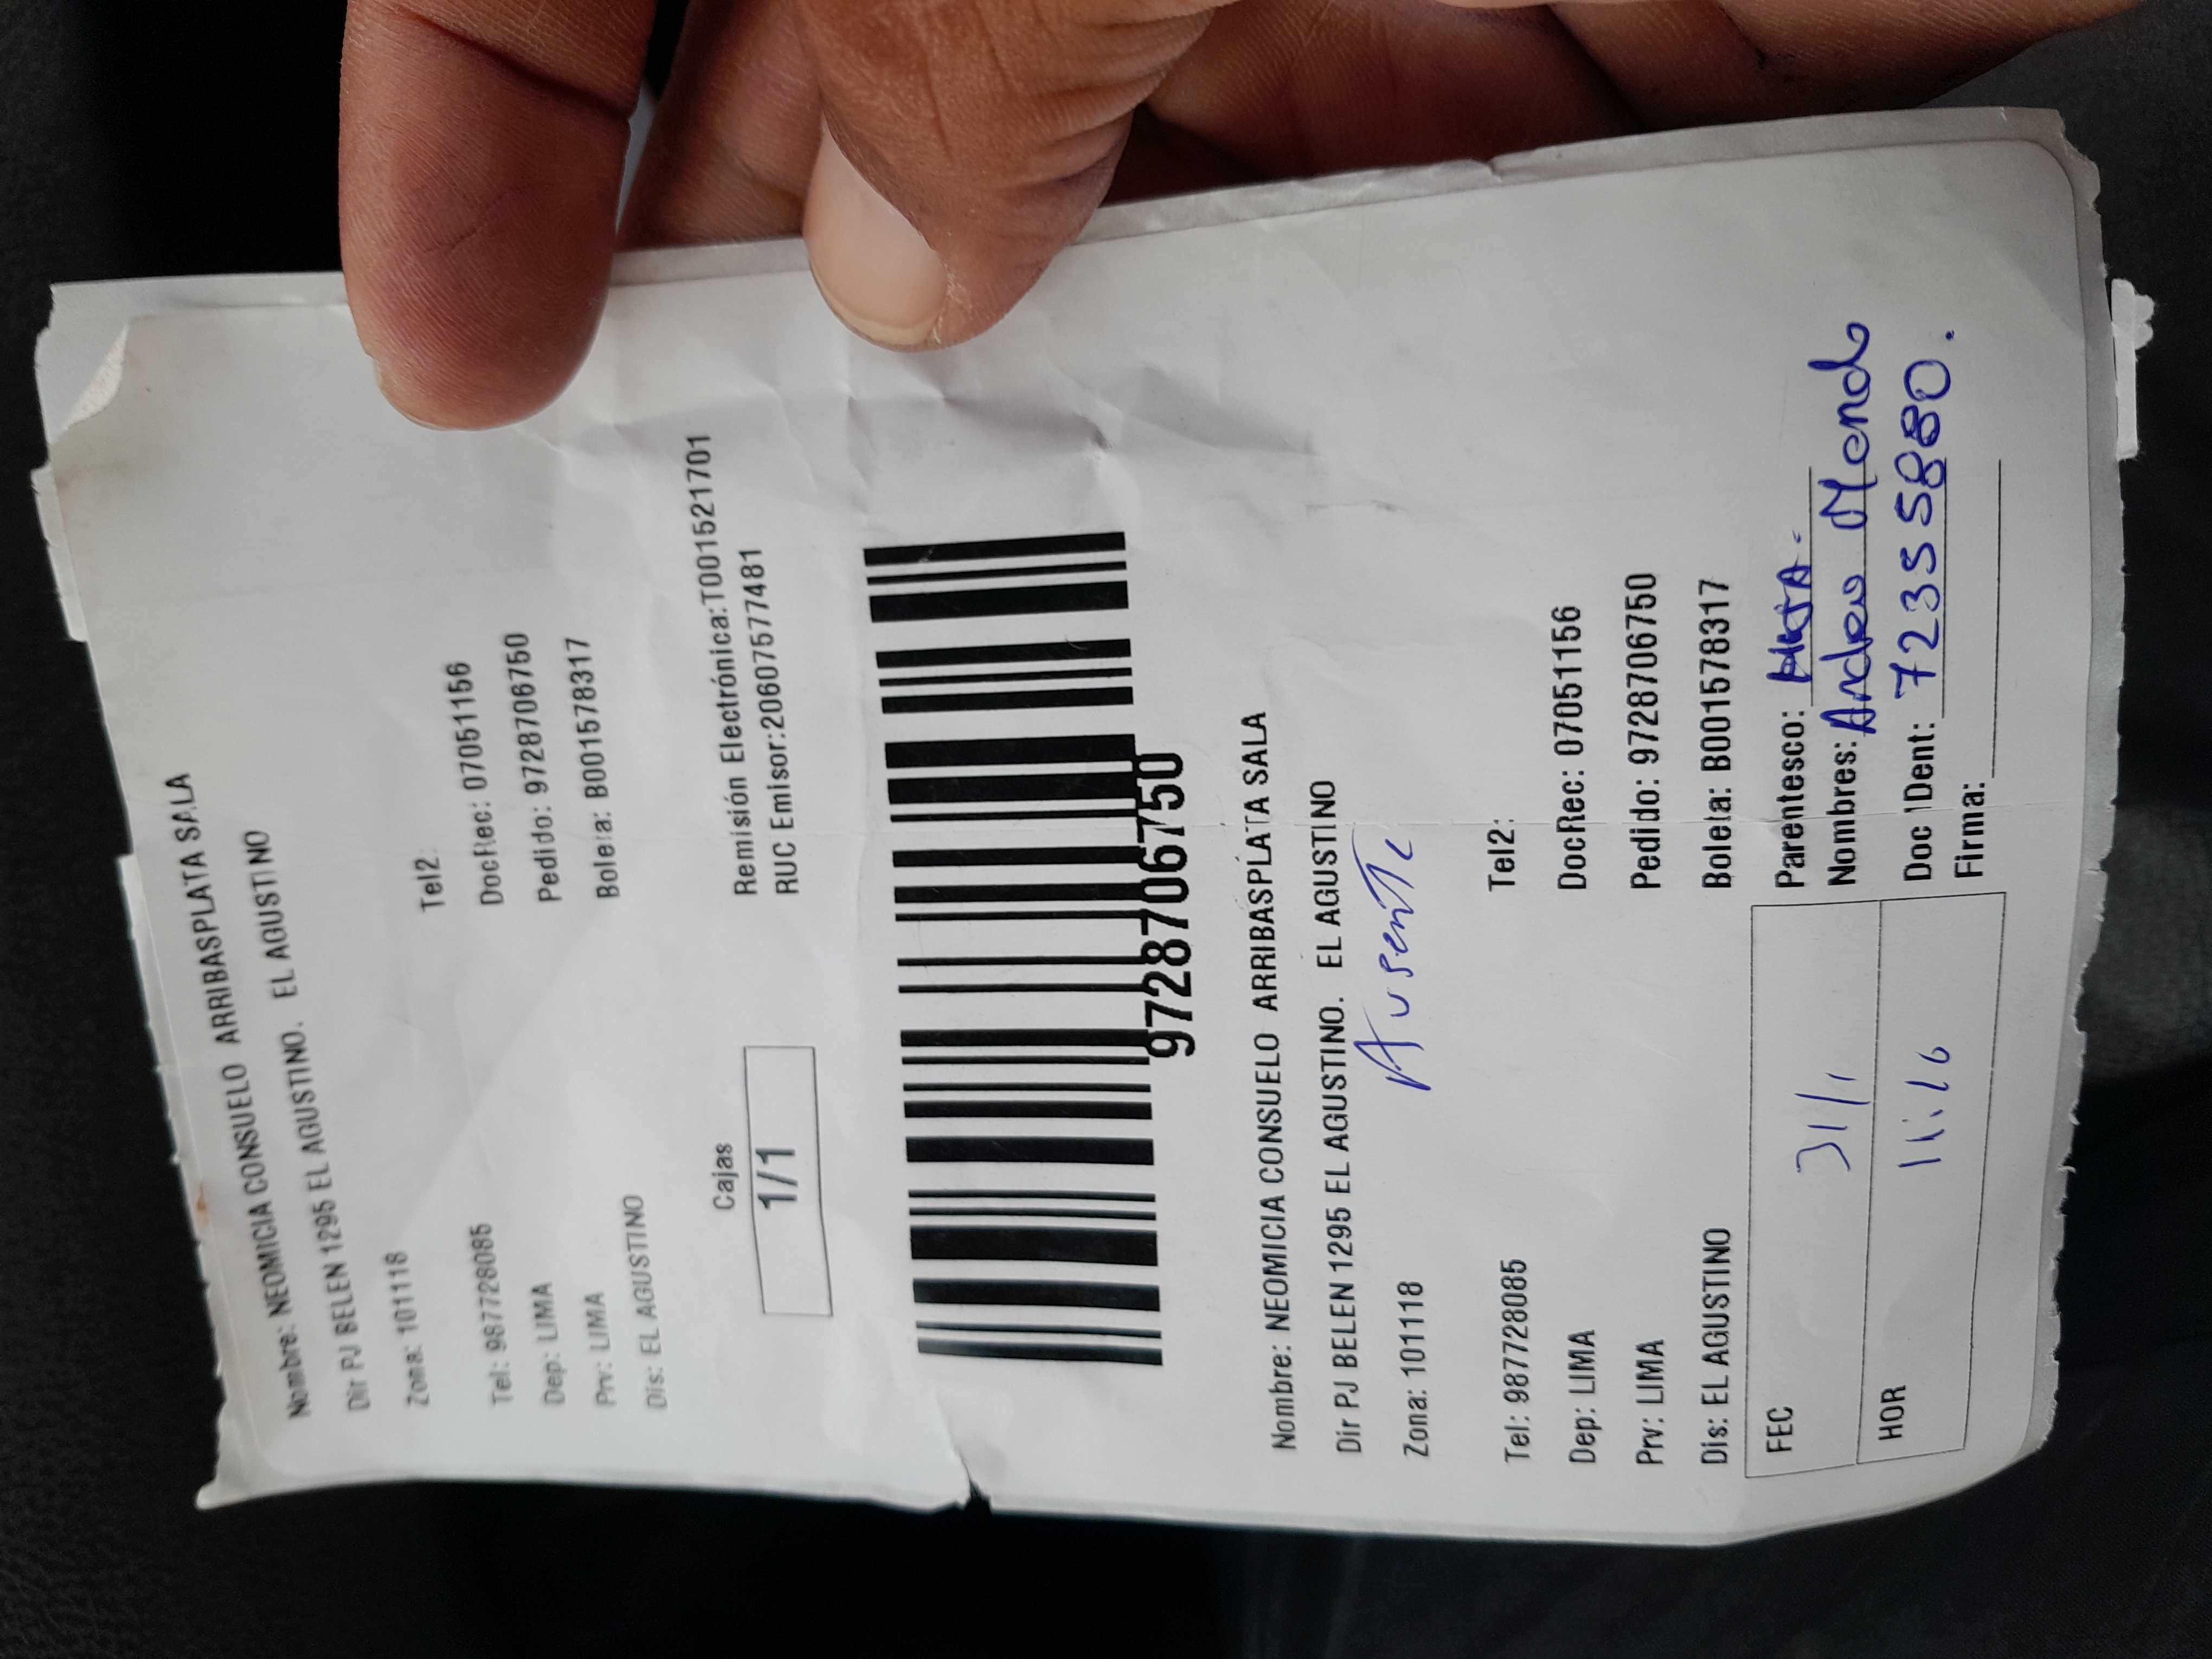 Nombre: NEOMICIA CONSUELO ARRIBASPLATA SALA
Dir PJ BELEN 1295 EL AGUSTINO. EL AGUSTINO
Zona: 101118
Tel: 987728085 Tel2:
Dep: LIMA DocRec: 07051156
Prv: LIMA Pedido: 9728706750
Dis: EL AGUSTINO Boleta: B001578317
Cajas
1/1
Remisión Electrónica:T001521701
RUC Emisor:20607577481
9728706750
Nombre: NEOMICIA CONSUELO ARRIBASPLATA SALA
Dir PJ BELEN 1295 EL AGUSTINO. EL AGUSTINO
Ausente
Zona: 101118
Tel: 987728085 Tel2:
Dep: LIMA DocRec: 07051156
Prv: LIMA Pedido: 9728706750
Dis: EL AGUSTINO Boleta: B001578317
FEC 31/1 Parentesco:
Nombres: Andrew
HOR Doc IDent: 72355880.
Firma: